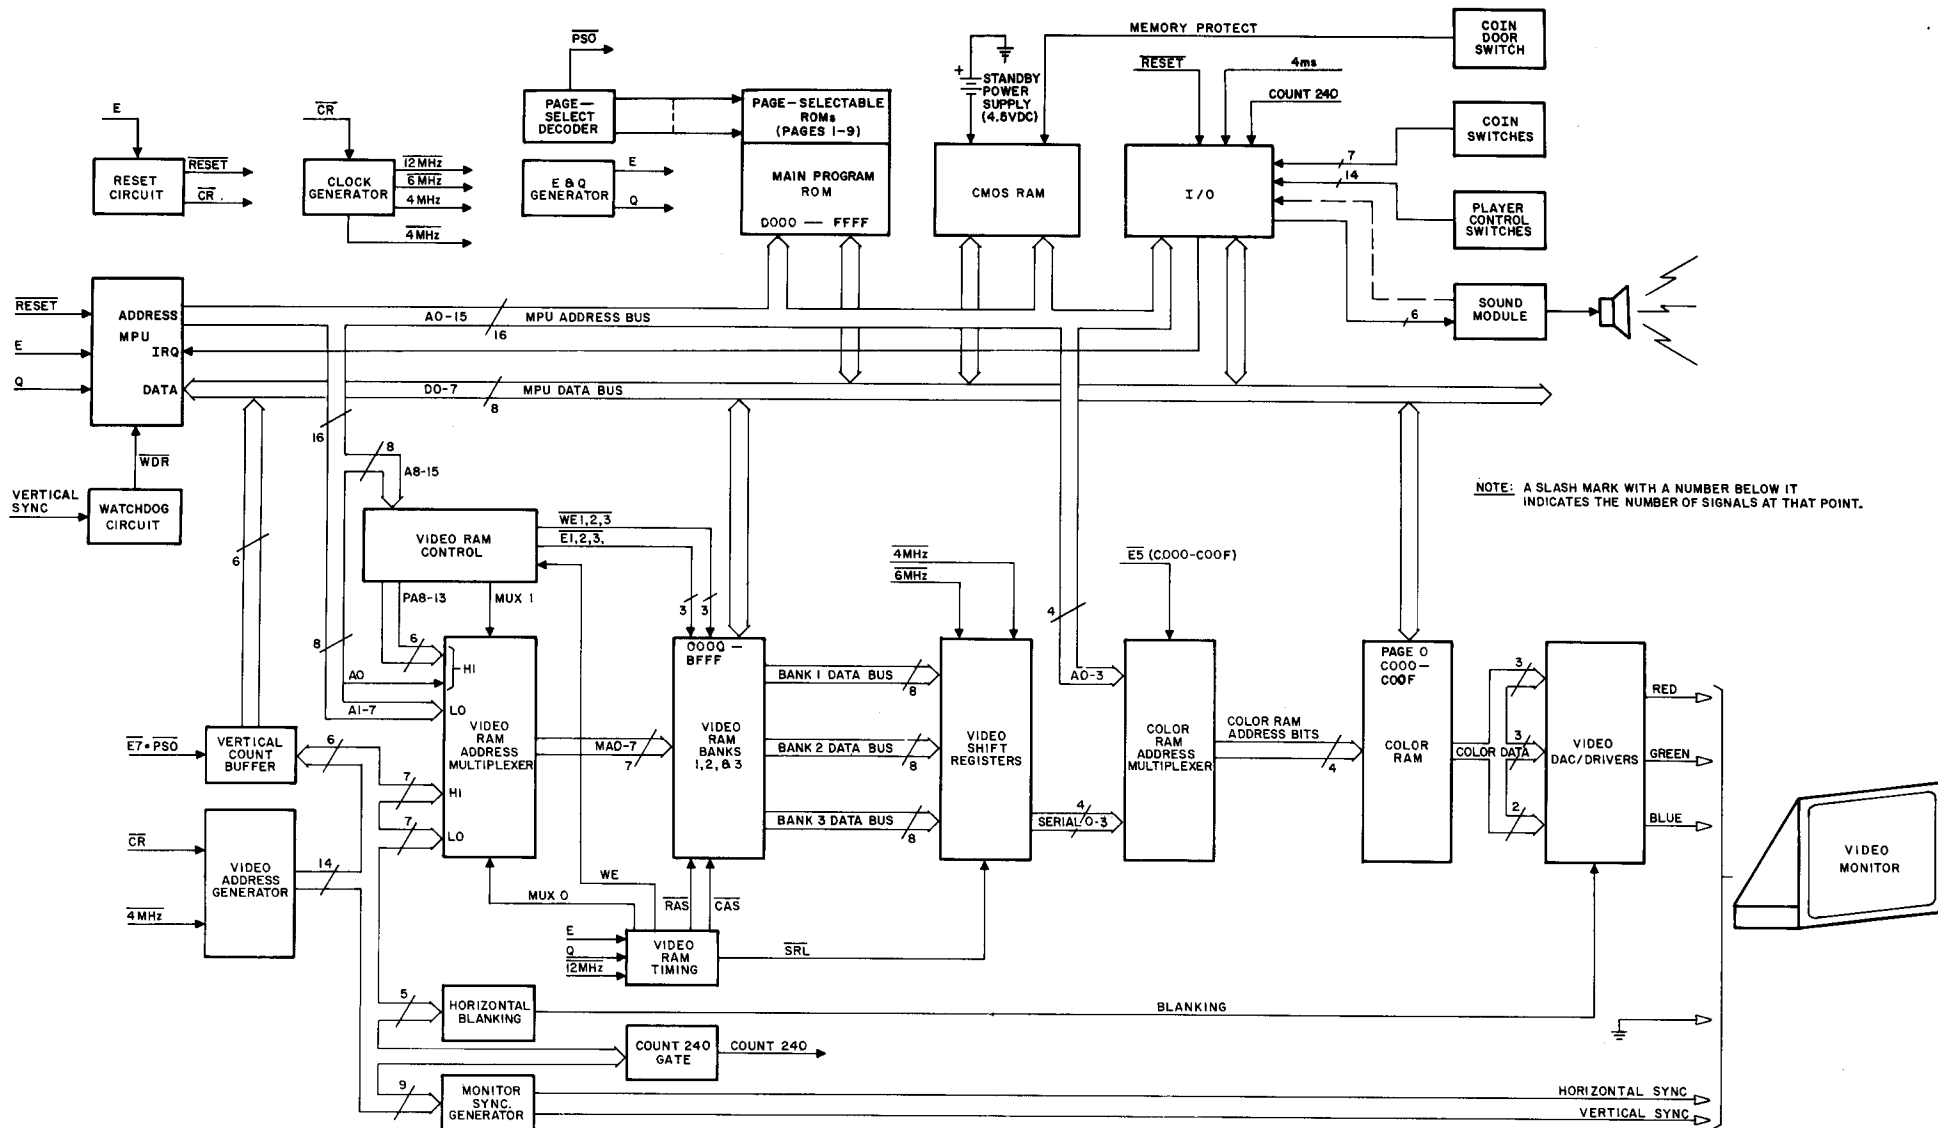 PSO
MEMORY PROTECT
COIN
DOOR
SWITCH
+
STANDBY
POWER
SUPPLY
(4.5VDC)
RESET
4ms
COUNT 240
E
CR
PAGE—
SELECT
DECODER
PAGE-SELECTABLE
ROMs
(PAGES 1-9)
COIN
SWITCHES
RESET
CIRCUIT
RESET
CR
CLOCK
GENERATOR
12MHz
6MHz
4MHz
4MHz
E & Q
GENERATOR
E
Q
MAIN PROGRAM
ROM
D000 — FFFF
CMOS RAM
I/O
7
14
PLAYER
CONTROL
SWITCHES
RESET
E
Q
ADDRESS
MPU
IRQ
DATA
A0-15
16
MPU ADDRESS BUS
D0-7
8
MPU DATA BUS
6
SOUND
MODULE
16
8
A8-15
WDR
VERTICAL
SYNC
WATCHDOG
CIRCUIT
NOTE: A SLASH MARK WITH A NUMBER BELOW IT
INDICATES THE NUMBER OF SIGNALS AT THAT POINT.
6
VIDEO RAM
CONTROL
WE1,2,3
E1,2,3,
4MHz
6MHz
E5 (C000-C00F)
PA8-13
MUX 1
3
3
4
8
6
HI
A0
A1-7
LO
VIDEO
RAM
ADDRESS
MULTIPLEXER
MA0-7
7
0000 —
BFFF
VIDEO
RAM
BANKS
1,2,&3
BANK 1 DATA BUS
8
BANK 2 DATA BUS
8
BANK 3 DATA BUS
8
VIDEO
SHIFT
REGISTERS
A0-3
4
SERIAL 0-3
COLOR
RAM
ADDRESS
MULTIPLEXER
COLOR RAM
ADDRESS BITS
4
PAGE 0
C000-
C00F
COLOR
RAM
COLOR DATA
3
3
2
VIDEO
DAC/DRIVERS
RED
GREEN
BLUE
E7•PSO
VERTICAL
COUNT
BUFFER
6
7
HI
7
LO
CR
4MHz
VIDEO
ADDRESS
GENERATOR
14
VIDEO
MONITOR
MUX 0
WE
RAS
CAS
E
Q
12MHz
VIDEO
RAM
TIMING
SRL
5
HORIZONTAL
BLANKING
BLANKING
COUNT 240
GATE
COUNT 240
9
MONITOR
SYNC.
GENERATOR
HORIZONTAL SYNC
VERTICAL SYNC